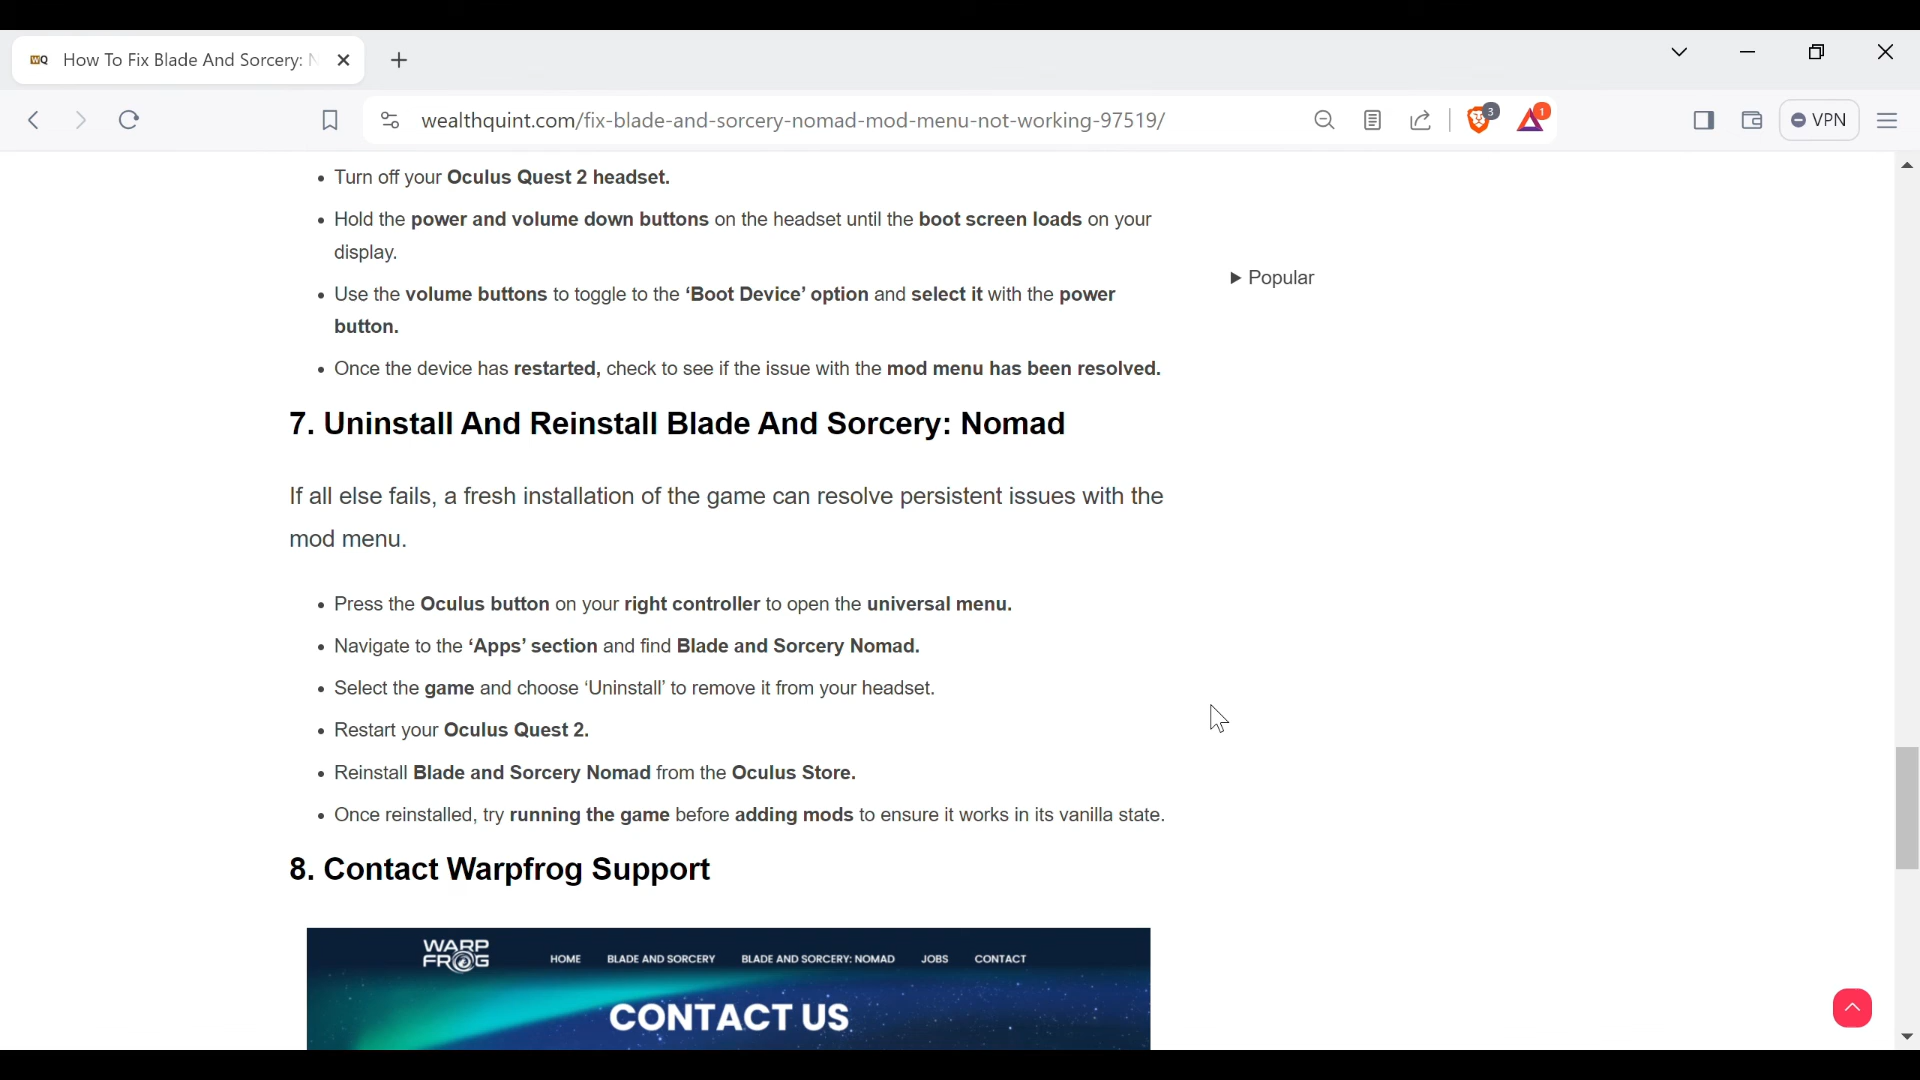 WQ How To Fix Blade And Sorcery:
wealthquint.com/fix-blade-and-sorcery-nomad-mod-menu-not-working-97519/
3
1
VPN
• Turn off your Oculus Quest 2 headset.
• Hold the power and volume down buttons on the headset until the boot screen loads on your
display.
• Use the volume buttons to toggle to the ‘Boot Device’ option and select it with the power
button.
• Once the device has restarted, check to see if the issue with the mod menu has been resolved.
▶ Popular
7. Uninstall And Reinstall Blade And Sorcery: Nomad
If all else fails, a fresh installation of the game can resolve persistent issues with the
mod menu.
• Press the Oculus button on your right controller to open the universal menu.
• Navigate to the ‘Apps’ section and find Blade and Sorcery Nomad.
• Select the game and choose ‘Uninstall’ to remove it from your headset.
• Restart your Oculus Quest 2.
• Reinstall Blade and Sorcery Nomad from the Oculus Store.
• Once reinstalled, try running the game before adding mods to ensure it works in its vanilla state.
8. Contact Warpfrog Support
WARP
FROG
HOME BLADE AND SORCERY BLADE AND SORCERY: NOMAD JOBS CONTACT
CONTACT US